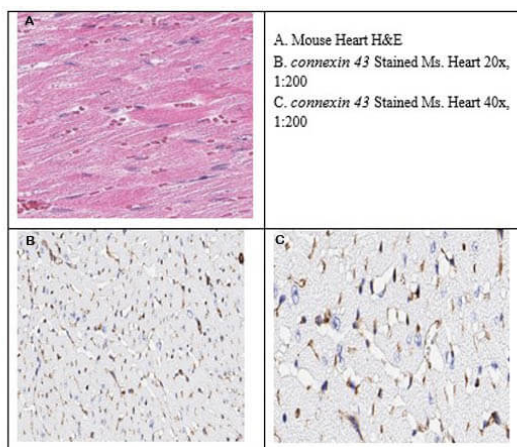 A
A. Mouse Heart H&E
B. connexin 43 Stained Ms. Heart 20x,
1:200
C. connexin 43 Stained Ms. Heart 40x,
1:200
B
C